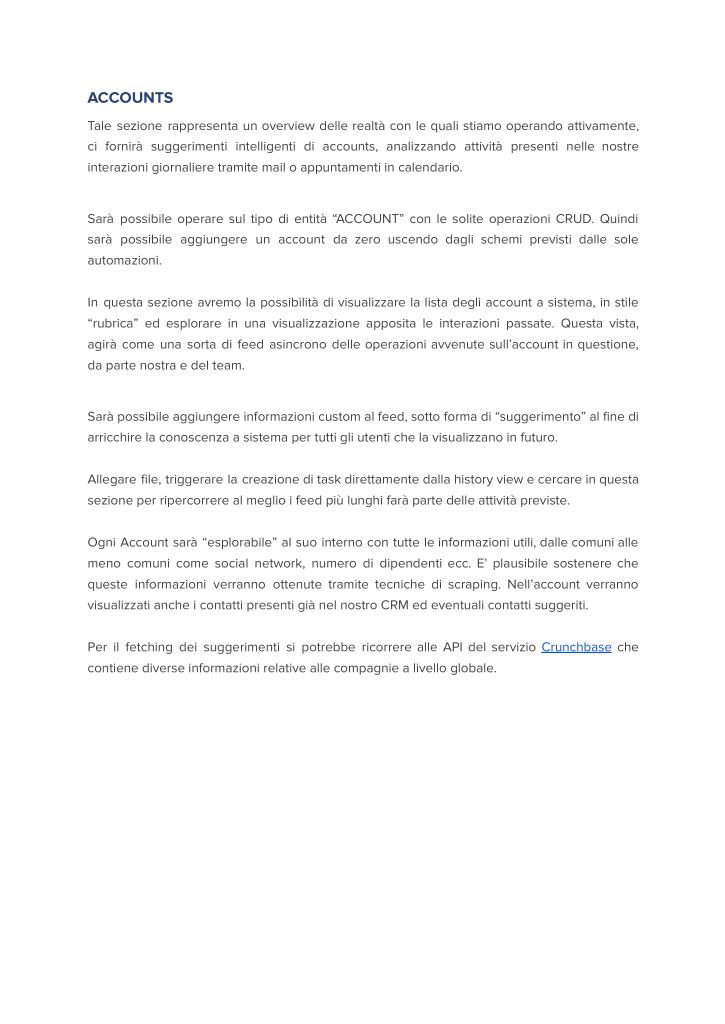 ACCOUNTS
Tale sezione rappresenta un overview delle realtà con le quali stiamo operando attivamente,
ci fornirà suggerimenti intelligenti di accounts, analizzando attività presenti nelle nostre
interazioni giornaliere tramite mail o appuntamenti in calendario.
Sarà possibile operare sul tipo di entità “ACCOUNT” con le solite operazioni CRUD. Quindi
sarà possibile aggiungere un account da zero uscendo dagli schemi previsti dalle sole
automazioni.
In questa sezione avremo la possibilità di visualizzare la lista degli account a sistema, in stile
“rubrica” ed esplorare in una visualizzazione apposita le interazioni passate. Questa vista,
agirà come una sorta di feed asincrono delle operazioni avvenute sull’account in questione,
da parte nostra e del team.
Sarà possibile aggiungere informazioni custom al feed, sotto forma di “suggerimento” al fine di
arricchire la conoscenza a sistema per tutti gli utenti che la visualizzano in futuro.
Allegare file, triggerare la creazione di task direttamente dalla history view e cercare in questa
sezione per ripercorrere al meglio i feed più lunghi farà parte delle attività previste.
Ogni Account sarà “esplorabile” al suo interno con tutte le informazioni utili, dalle comuni alle
meno comuni come social network, numero di dipendenti ecc. E’ plausibile sostenere che
queste informazioni verranno ottenute tramite tecniche di scraping. Nell’account verranno
visualizzati anche i contatti presenti già nel nostro CRM ed eventuali contatti suggeriti.
Per il fetching dei suggerimenti si potrebbe ricorrere alle API del servizio Crunchbase che
contiene diverse informazioni relative alle compagnie a livello globale.